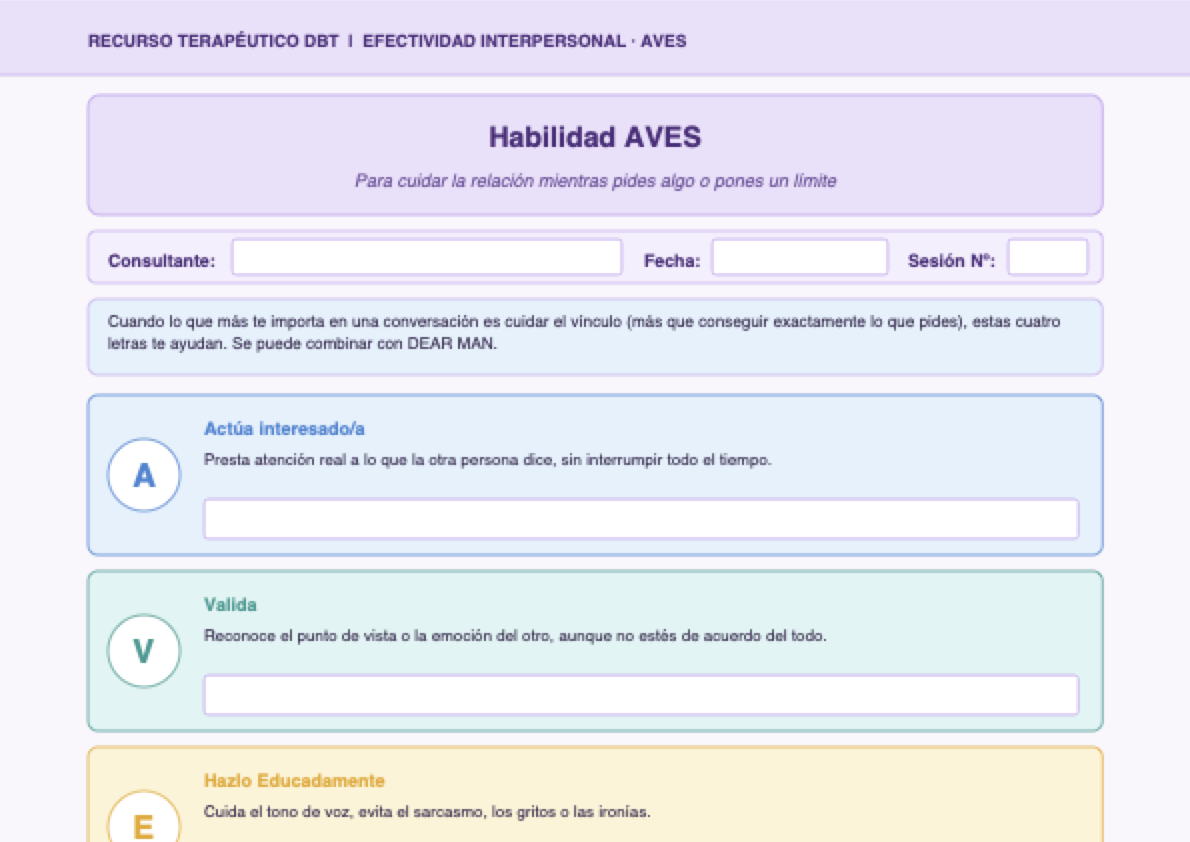 RECURSO TERAPÉUTICO DBT | EFECTIVIDAD INTERPERSONAL · AVES
Habilidad AVES
Para cuidar la relación mientras pides algo o pones un límite
Consultante: Fecha: Sesión Nº:
Cuando lo que más te importa en una conversación es cuidar el vínculo (más que conseguir exactamente lo que pides), estas cuatro
letras te ayudan. Se puede combinar con DEAR MAN.
A
Actúa interesado/a
Presta atención real a lo que la otra persona dice, sin interrumpir todo el tiempo.
V
Valida
Reconoce el punto de vista o la emoción del otro, aunque no estés de acuerdo del todo.
E
Hazlo Educadamente
Cuida el tono de voz, evita el sarcasmo, los gritos o las ironías.